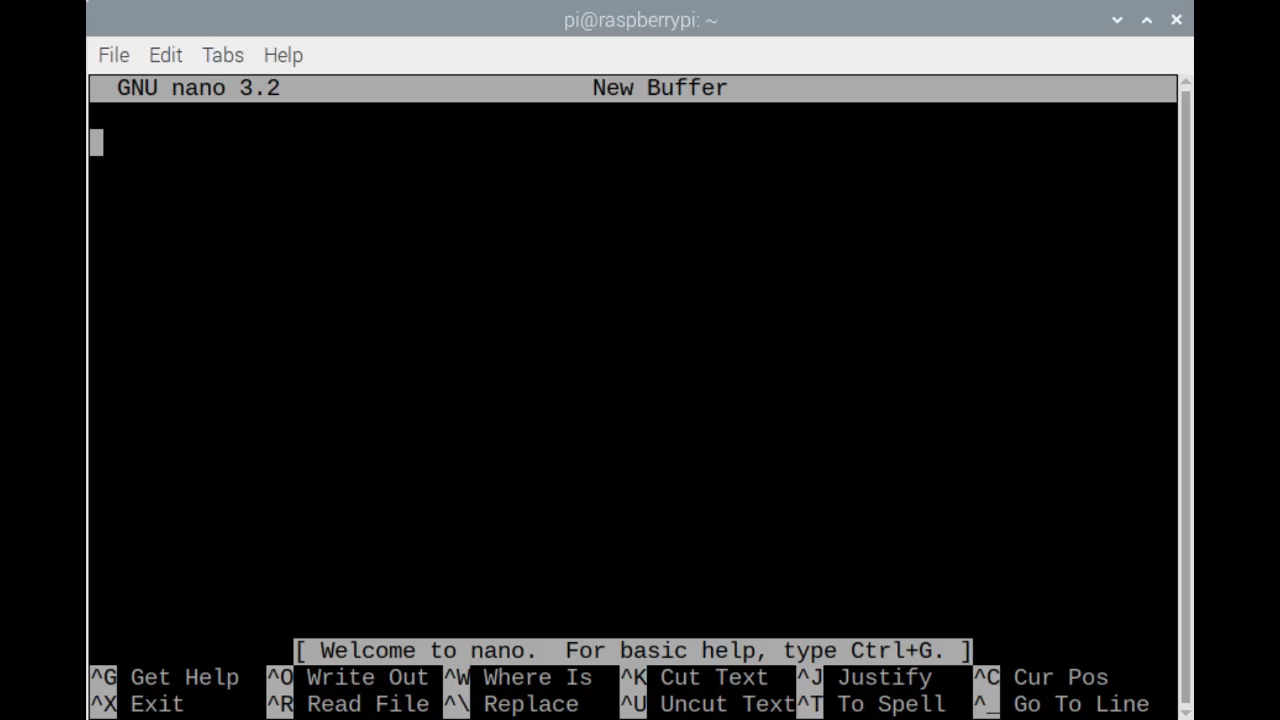 pi@raspberrypi: ~
File Edit Tabs Help
GNU nano 3.2 New Buffer
[ Welcome to nano.  For basic help, type Ctrl+G. ]
^G Get Help ^O Write Out ^W Where Is ^K Cut Text ^J Justify ^C Cur Pos
^X Exit ^R Read File ^\ Replace ^U Uncut Text ^T To Spell ^_ Go To Line